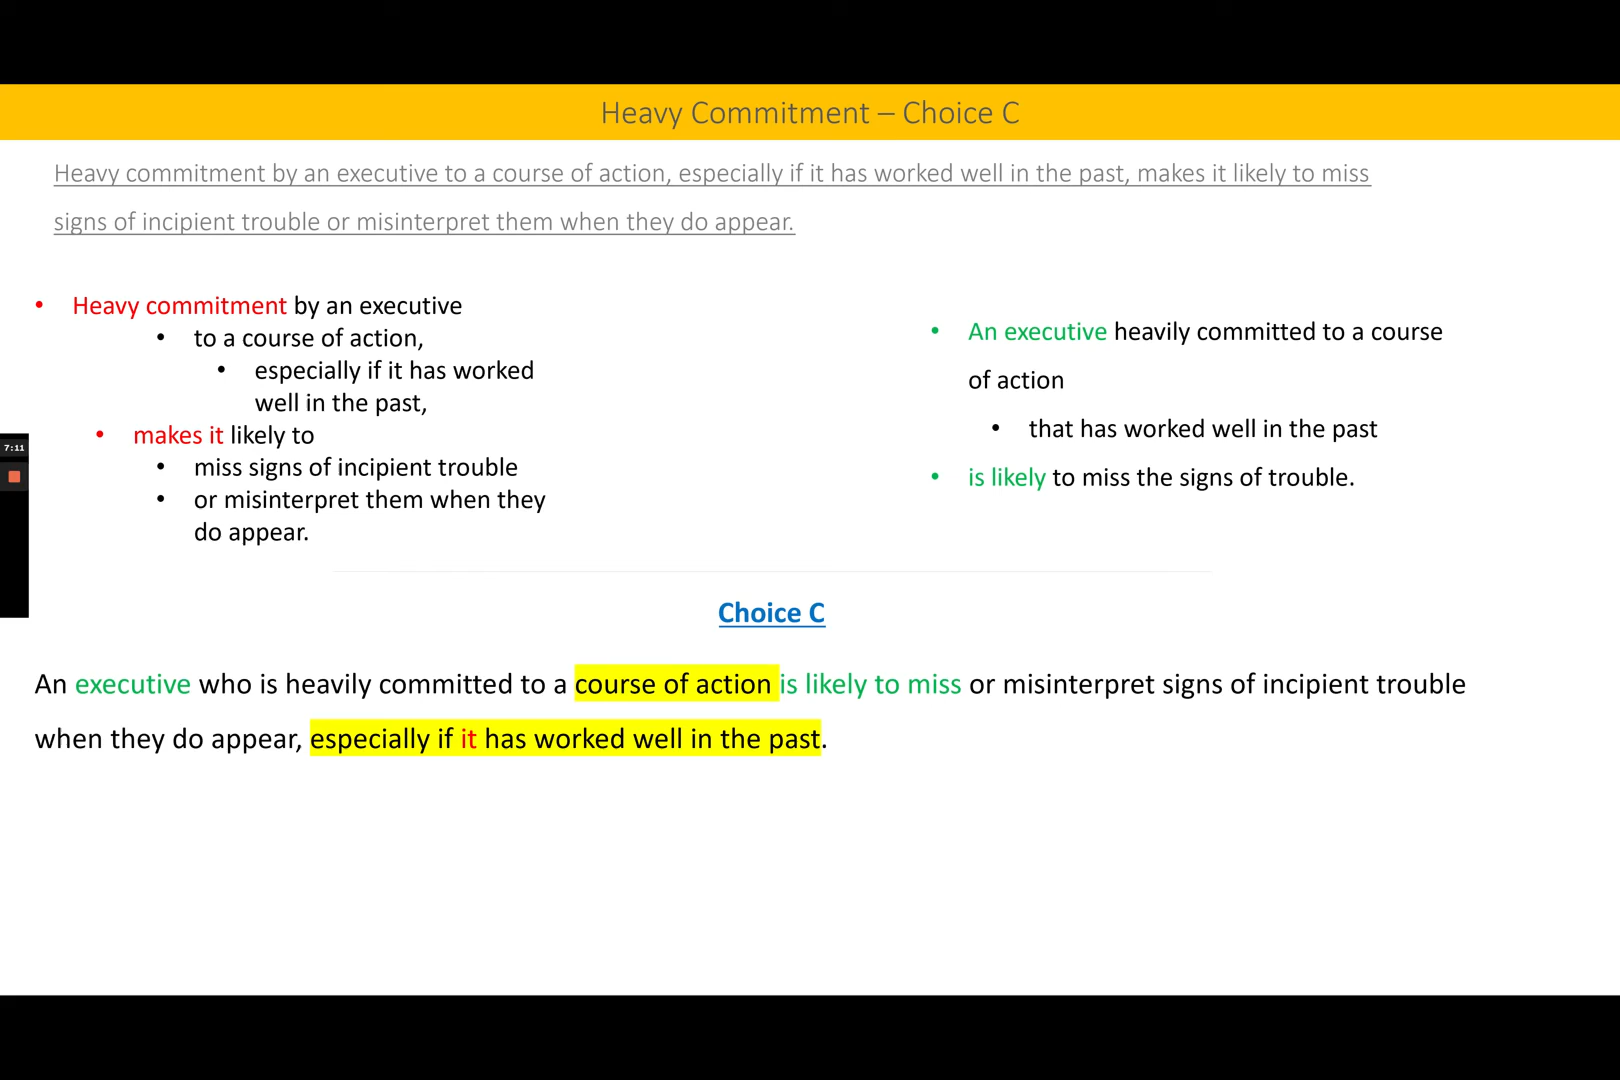 Heavy Commitment – Choice C
Heavy commitment by an executive to a course of action, especially if it has worked well in the past, makes it likely to miss
signs of incipient trouble or misinterpret them when they do appear.
• Heavy commitment by an executive
• to a course of action,
• especially if it has worked
well in the past,
• makes it likely to
• miss signs of incipient trouble
• or misinterpret them when they
do appear.
• An executive heavily committed to a course
of action
• that has worked well in the past
• is likely to miss the signs of trouble.
7:11
Choice C
An executive who is heavily committed to a course of action is likely to miss or misinterpret signs of incipient trouble
when they do appear, especially if it has worked well in the past.